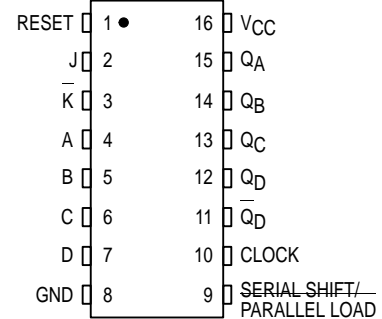 RESET 1 16 VCC
J 2 15 QA
K̅ 3 14 QB
A 4 13 QC
B 5 12 QD
C 6 11 Q̅D
D 7 10 CLOCK
GND 8 9 SERIAL SHIFT/
PARALLEL LOAD